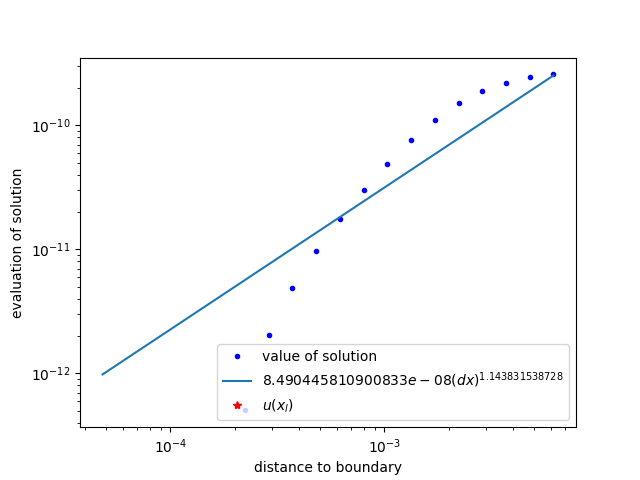 10⁻¹⁰
10⁻¹¹
10⁻¹²
evaluation of solution
value of solution
8.490445810900833e − 08(dx)¹·¹⁴³⁸³¹⁵³⁸⁷²⁸
u(xₗ)
10⁻⁴
10⁻³
distance to boundary